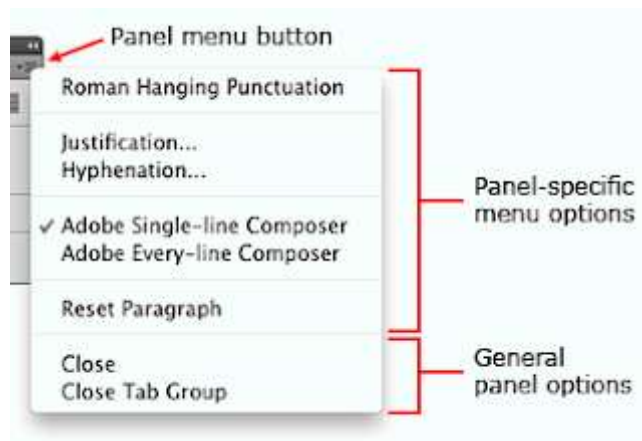 Panel menu button
Roman Hanging Punctuation
Justification...
Hyphenation...
Panel-specific
menu options
✓ Adobe Single-line Composer
Adobe Every-line Composer
Reset Paragraph
Close
Close Tab Group
General
panel options